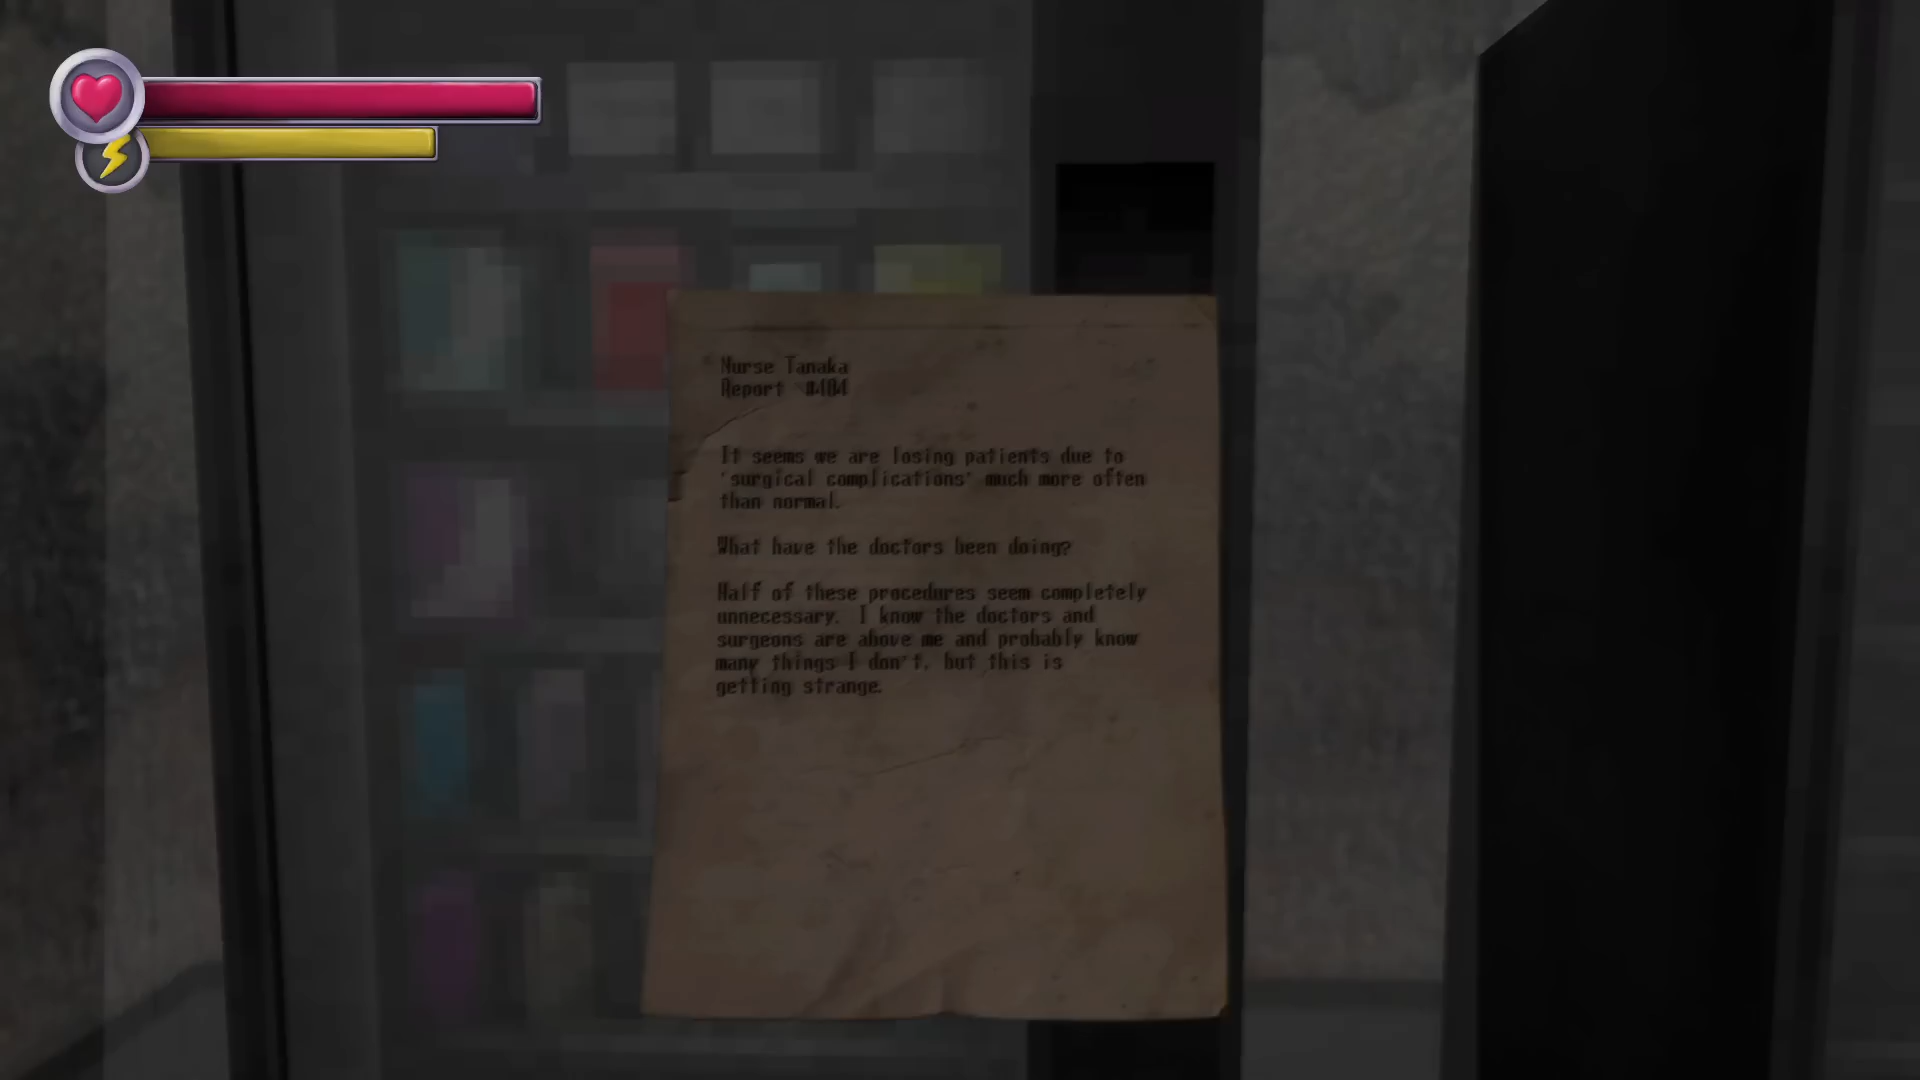 Nurse Tanaka
Report #404
It seems we are losing patients due to
'surgical complications' much more often
than normal.
What have the doctors been doing?
Half of these procedures seem completely
unnecessary. I know the doctors and
surgeons are above me and probably know
many things I don't, but this is
getting strange.